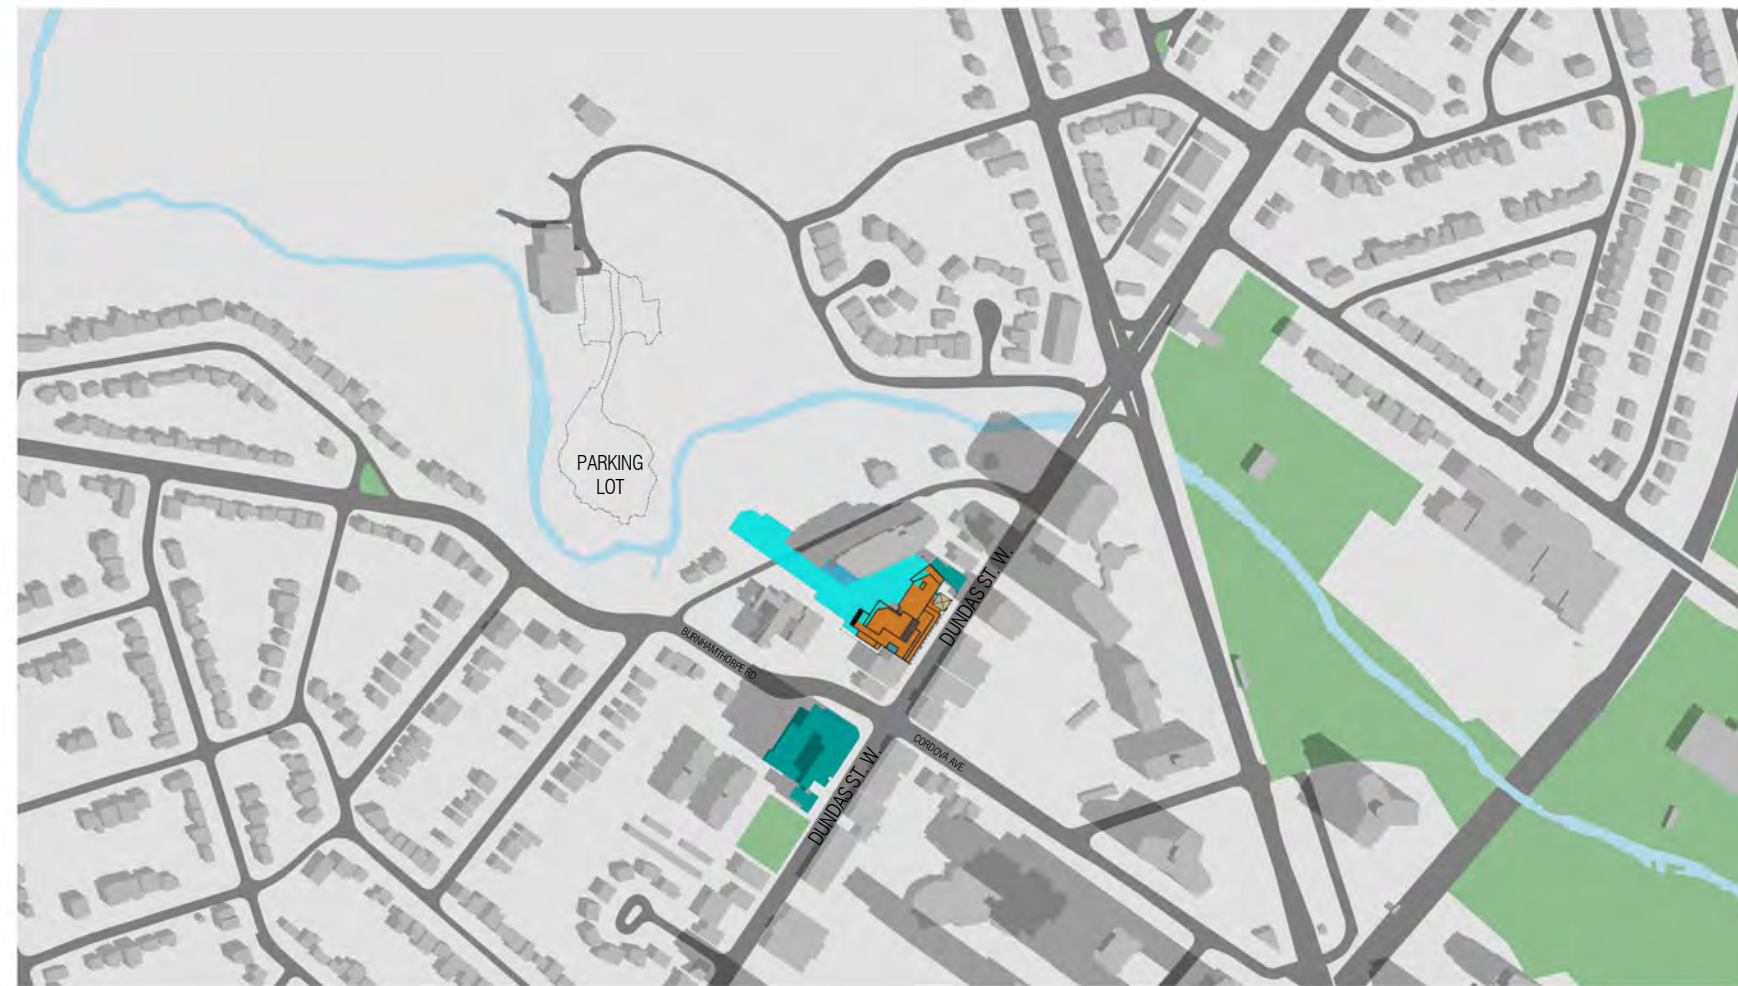 PARKING
LOT
DUNDAS ST. W.
BURNHAMTHORPE RD
CORDOVA AVE.
DUNDAS ST. W.